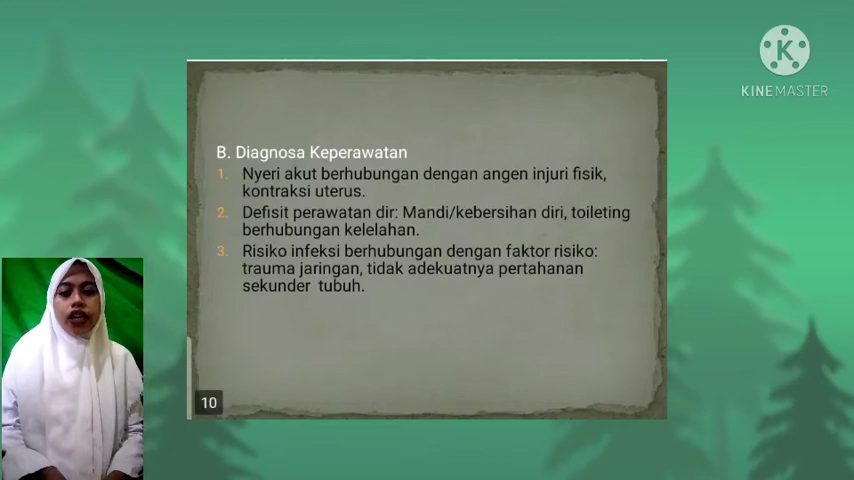 KINEMASTER
B. Diagnosa Keperawatan
1. Nyeri akut berhubungan dengan angen injuri fisik,
kontraksi uterus.
2. Defisit perawatan dir: Mandi/kebersihan diri, toileting
berhubungan kelelahan.
3. Risiko infeksi berhubungan dengan faktor risiko:
trauma jaringan, tidak adekuatnya pertahanan
sekunder tubuh.
10